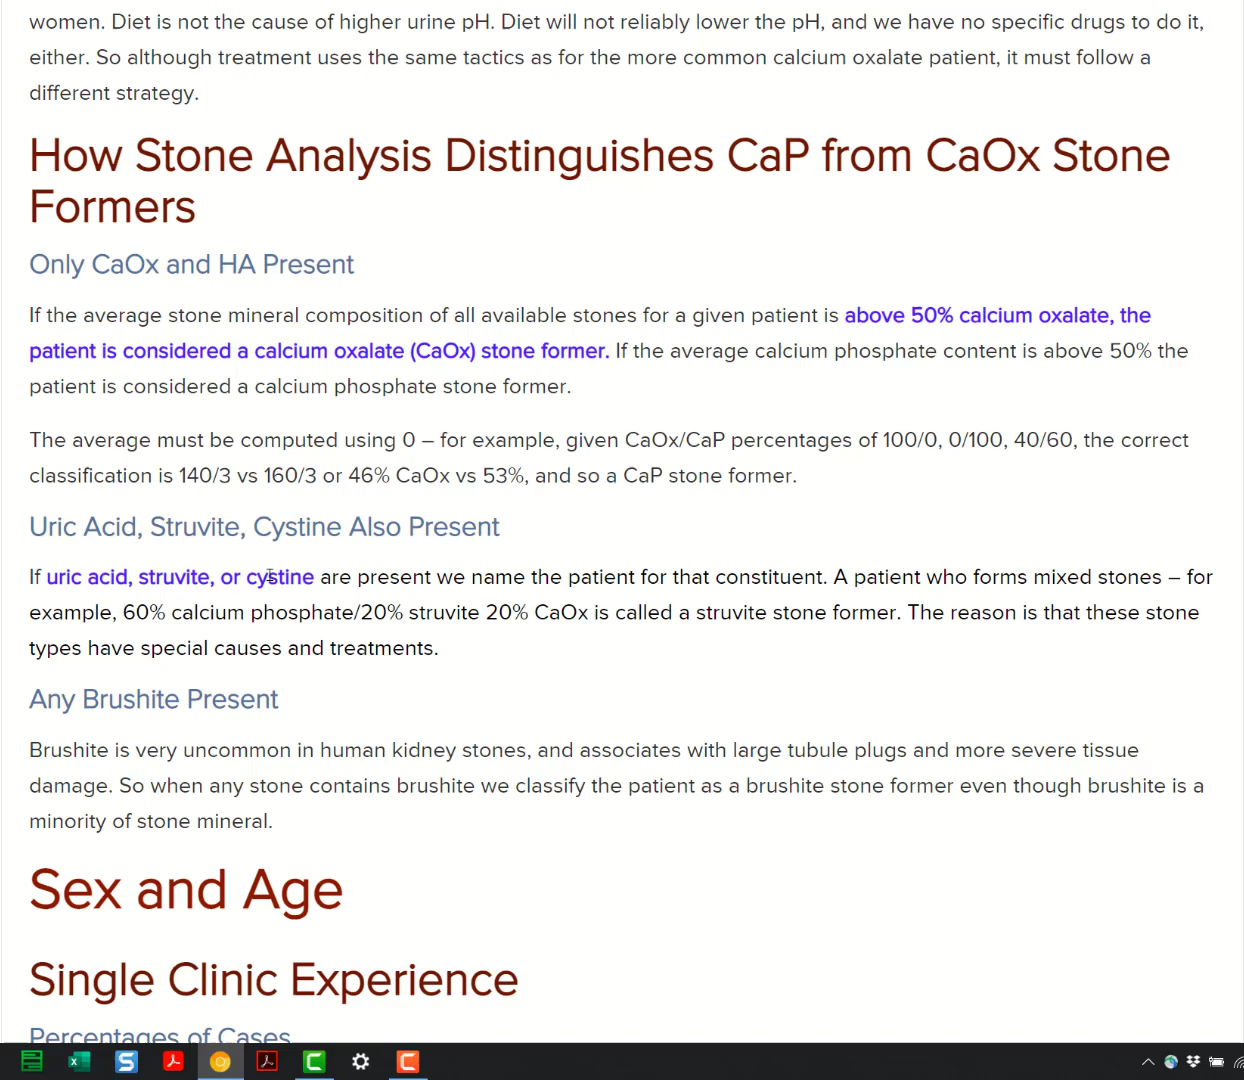 women. Diet is not the cause of higher urine pH. Diet will not reliably lower the pH, and we have no specific drugs to do it,
either. So although treatment uses the same tactics as for the more common calcium oxalate patient, it must follow a
different strategy.
How Stone Analysis Distinguishes CaP from CaOx Stone
Formers
Only CaOx and HA Present
If the average stone mineral composition of all available stones for a given patient is above 50% calcium oxalate, the
patient is considered a calcium oxalate (CaOx) stone former. If the average calcium phosphate content is above 50% the
patient is considered a calcium phosphate stone former.
The average must be computed using 0 – for example, given CaOx/CaP percentages of 100/0, 0/100, 40/60, the correct
classification is 140/3 vs 160/3 or 46% CaOx vs 53%, and so a CaP stone former.
Uric Acid, Struvite, Cystine Also Present
If uric acid, struvite, or cystine are present we name the patient for that constituent. A patient who forms mixed stones – for
example, 60% calcium phosphate/20% struvite 20% CaOx is called a struvite stone former. The reason is that these stone
types have special causes and treatments.
Any Brushite Present
Brushite is very uncommon in human kidney stones, and associates with large tubule plugs and more severe tissue
damage. So when any stone contains brushite we classify the patient as a brushite stone former even though brushite is a
minority of stone mineral.
Sex and Age
Single Clinic Experience
Percentages of Cases